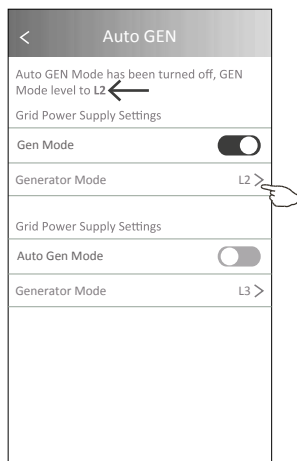 Auto GEN
Auto GEN Mode has been turned off, GEN
Mode level to L2
Grid Power Supply Settings
Gen Mode
Generator Mode L2 >
Grid Power Supply Settings
Auto Gen Mode
Generator Mode L3 >